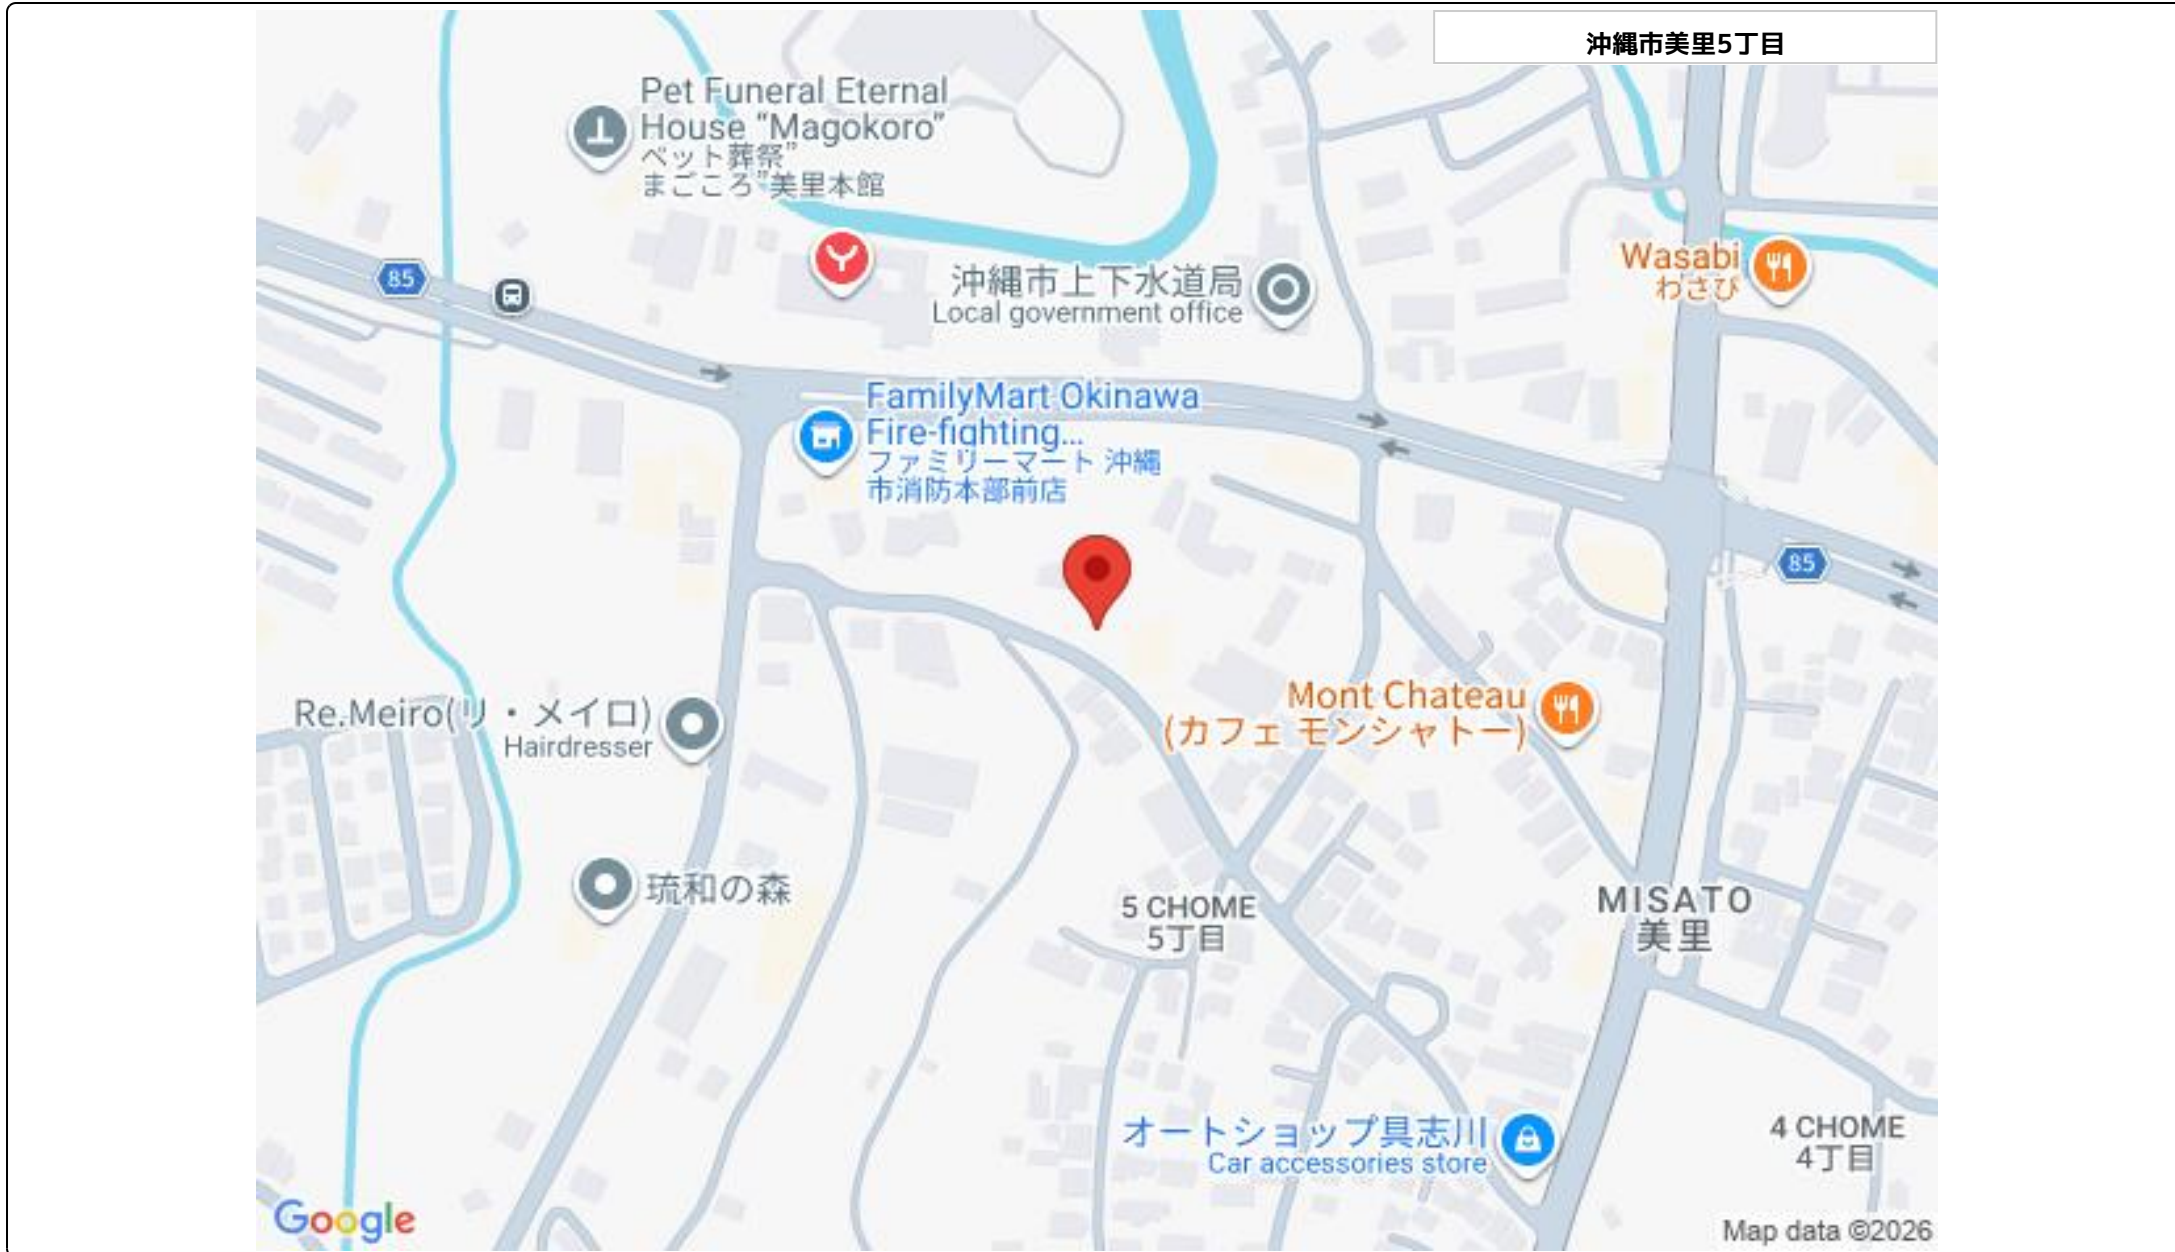 沖縄市美里5丁目
Pet Funeral Eternal
House “Magokoro”
ペット葬祭”
まごころ”美里本館
85
沖縄市上下水道局
Local government office
Wasabi
わさび
FamilyMart Okinawa
Fire-fighting...
ファミリーマート 沖縄
市消防本部前店
85
Re.Meiro(リ・メイロ)
Hairdresser
Mont Chateau
(カフェ モンシャトー)
琉和の森
5 CHOME
5丁目
MISATO
美里
オートショップ具志川
Car accessories store
4 CHOME
4丁目
Google
Map data ©2026